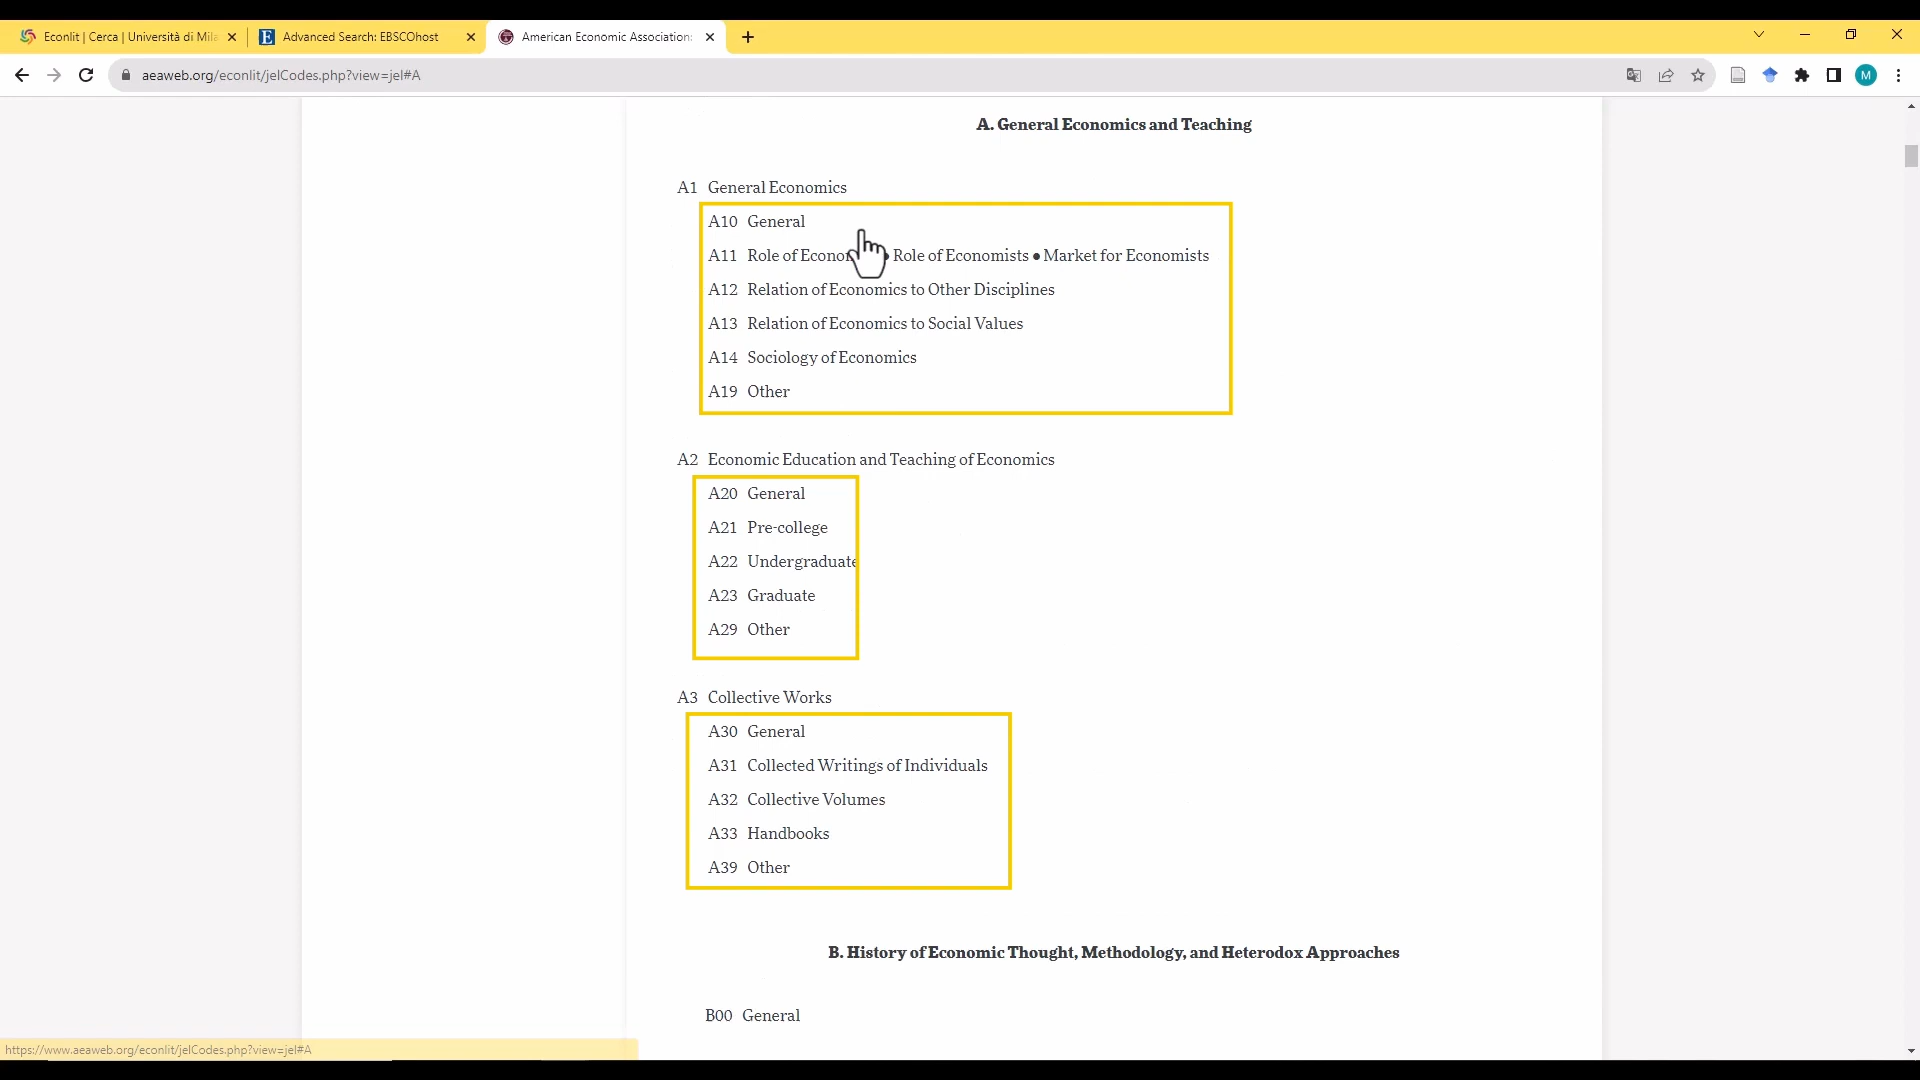 Econlit | Cerca | Università di Mila
Advanced Search: EBSCOhost
American Economic Association:
aeaweb.org/econlit/jelCodes.php?view=jel#A
M
A. General Economics and Teaching
A1 General Economics
A10 General
A11 Role of Econo ● Role of Economists ● Market for Economists
A12 Relation of Economics to Other Disciplines
A13 Relation of Economics to Social Values
A14 Sociology of Economics
A19 Other
A2 Economic Education and Teaching of Economics
A20 General
A21 Pre-college
A22 Undergraduate
A23 Graduate
A29 Other
A3 Collective Works
A30 General
A31 Collected Writings of Individuals
A32 Collective Volumes
A33 Handbooks
A39 Other
B. History of Economic Thought, Methodology, and Heterodox Approaches
B00 General
https://www.aeaweb.org/econlit/jelCodes.php?view=jel#A